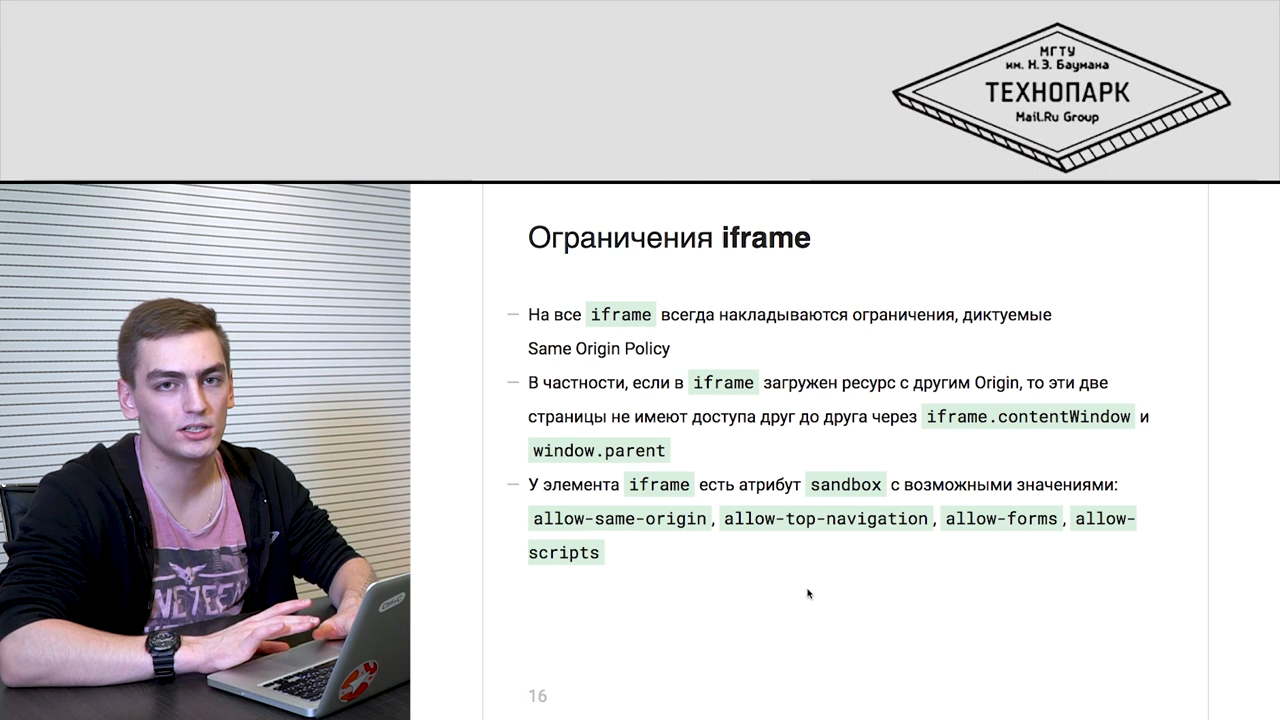 МГТУ
им. Н.Э. Баумана
ТЕХНОПАРК
Mail.Ru Group
Ограничения iframe
— На все iframe всегда накладываются ограничения, диктуемые
Same Origin Policy
— В частности, если в iframe загружен ресурс с другим Origin, то эти две
страницы не имеют доступа друг до друга через iframe.contentWindow и
window.parent
— У элемента iframe есть атрибут sandbox с возможными значениями:
allow-same-origin, allow-top-navigation, allow-forms, allow-
scripts
16